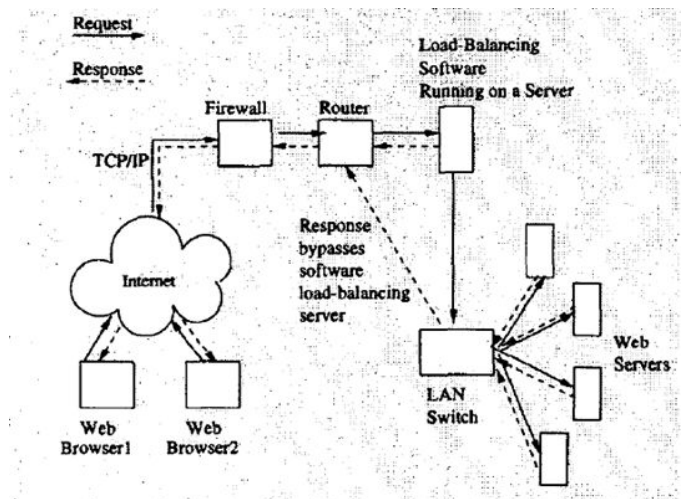 Request
Response
Load-Balancing
Software
Running on a Server
Firewall
Router
TCP/IP
Internet
Response
bypasses
software
load-balancing
server
Web
Servers
LAN
Switch
Web
Browser1
Web
Browser2